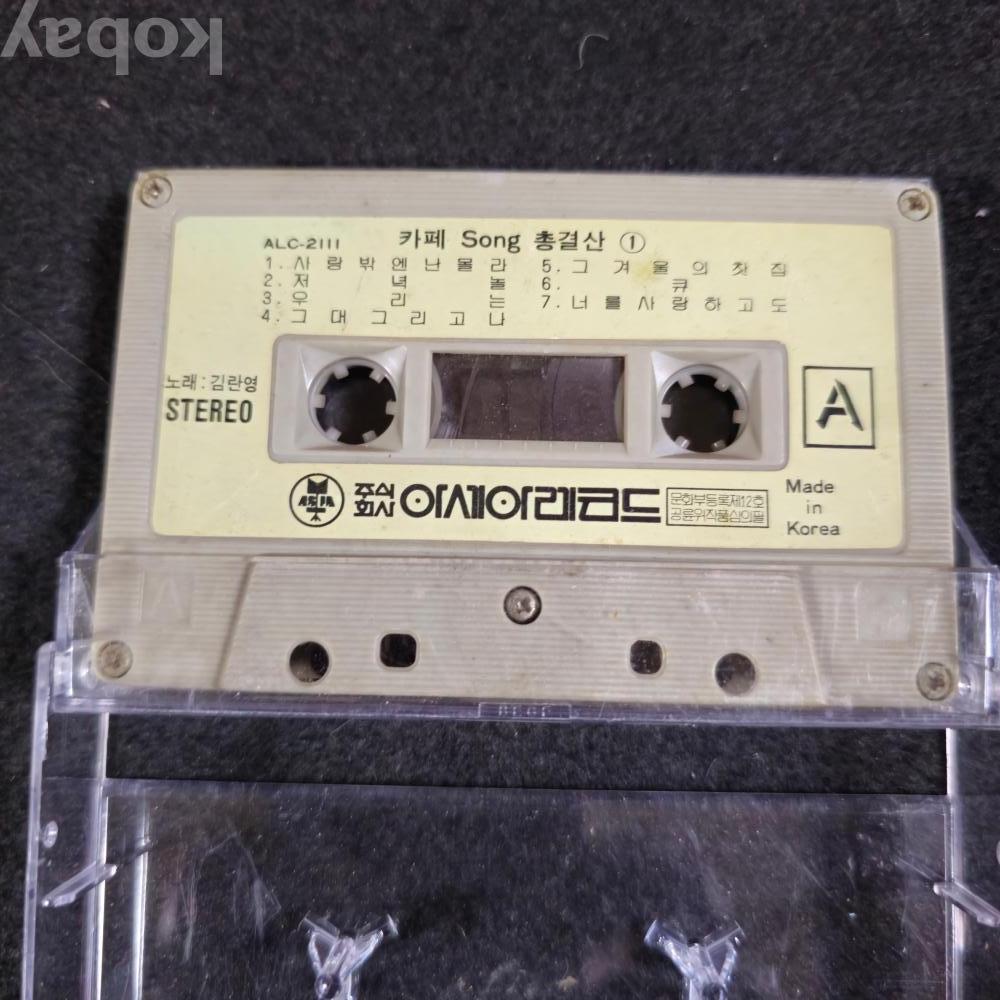 kobay
ALC-2111 카페 Song 총결산 ①
1. 사랑밖엔난몰라 5. 그겨울의찻집
2. 저녁놀 6. 큐
3. 우리는 7. 너를사랑하고도
4. 그대그리고나
노래 : 김란영
STEREO
A
ASIA
주식회사 아세아레코드
문화부등록제12호
공륜위작품심의필
Made
in
Korea